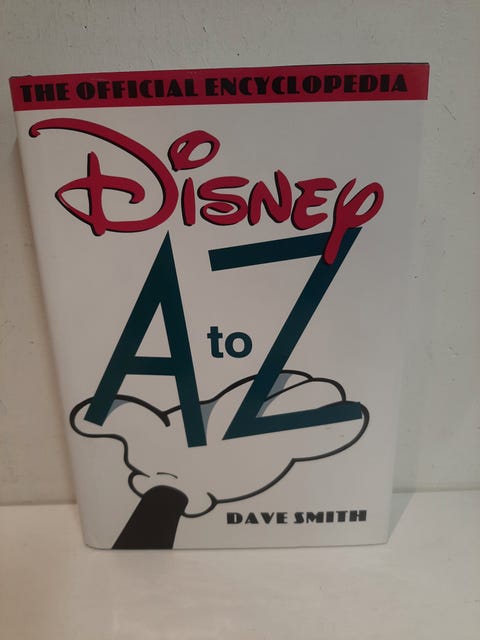 THE OFFICIAL ENCYCLOPEDIA
DISNEY
A to Z
DAVE SMITH